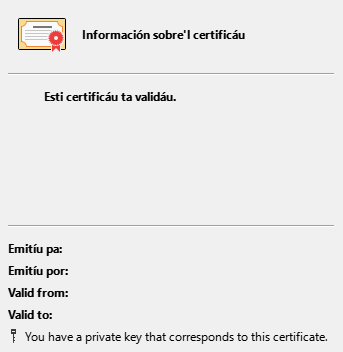 Información sobre'l certificáu
Esti certificáu ta validáu.
Emitíu pa:
Emitíu por:
Valid from:
Valid to:
You have a private key that corresponds to this certificate.